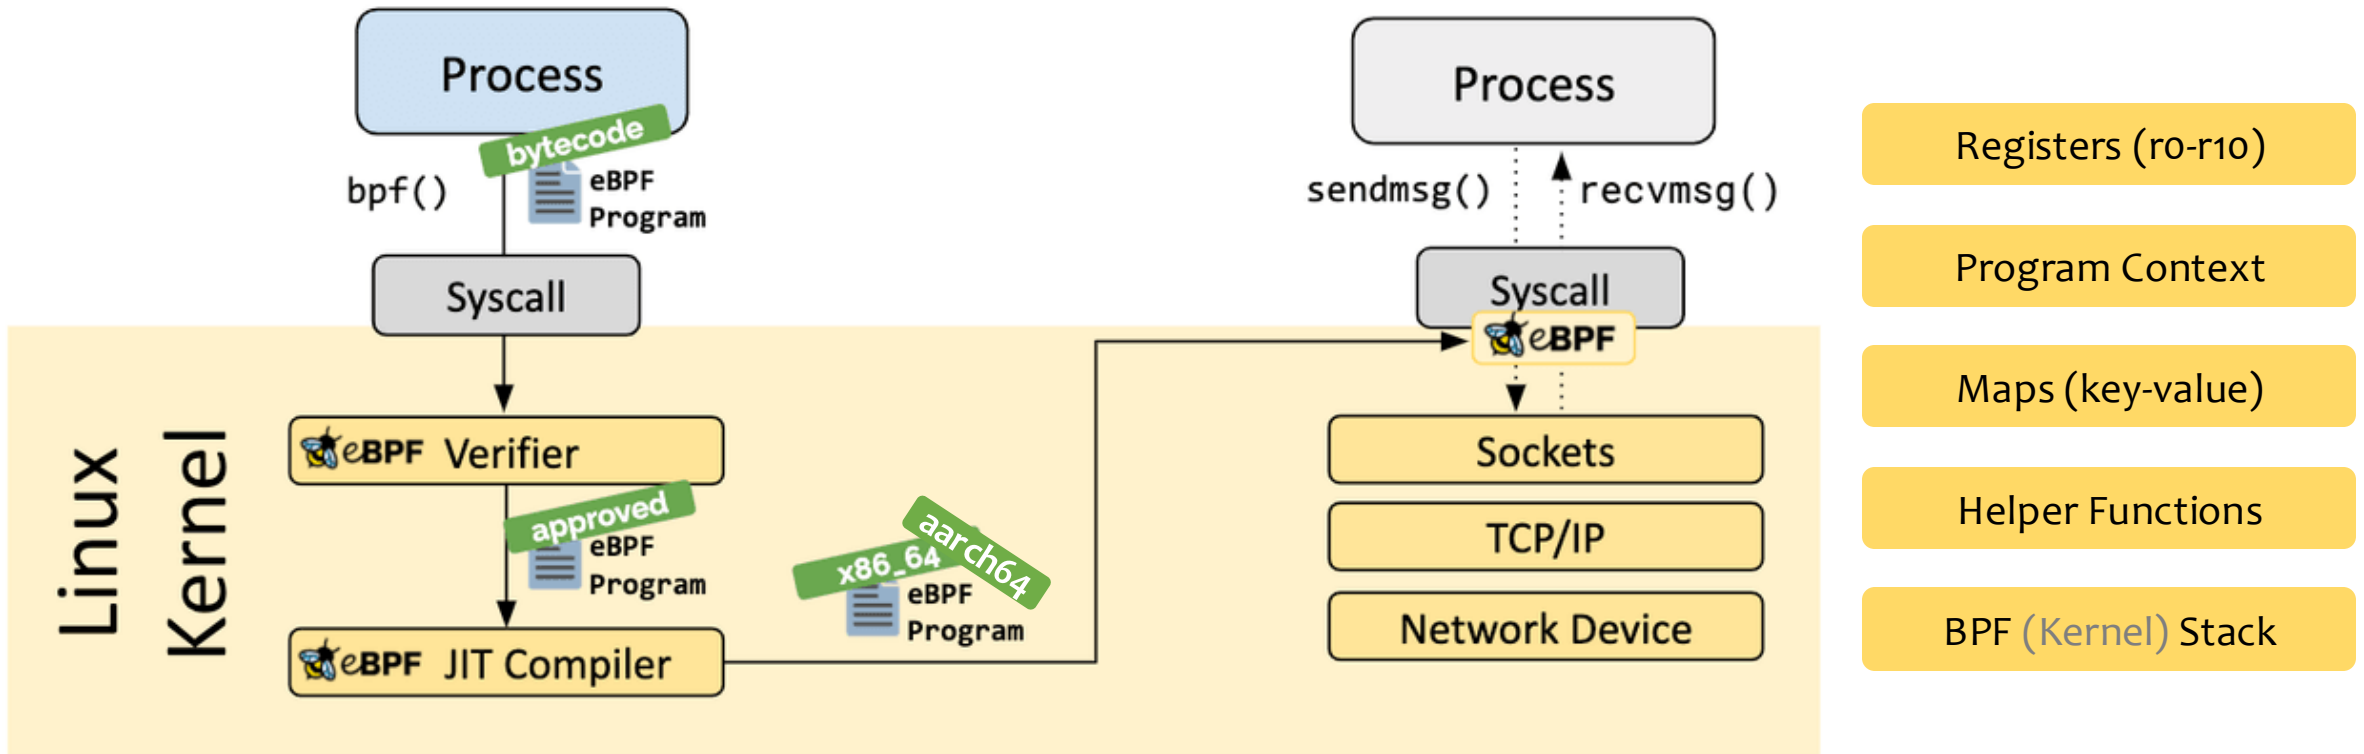 Process
bytecode
bpf()
eBPF
Program
Syscall
Linux
Kernel
eBPF Verifier
approved
eBPF
Program
eBPF JIT Compiler
x86_64
aarch64
eBPF
Program
Process
sendmsg()
recvmsg()
Syscall
eBPF
Sockets
TCP/IP
Network Device
Registers (r0-r10)
Program Context
Maps (key-value)
Helper Functions
BPF (Kernel) Stack